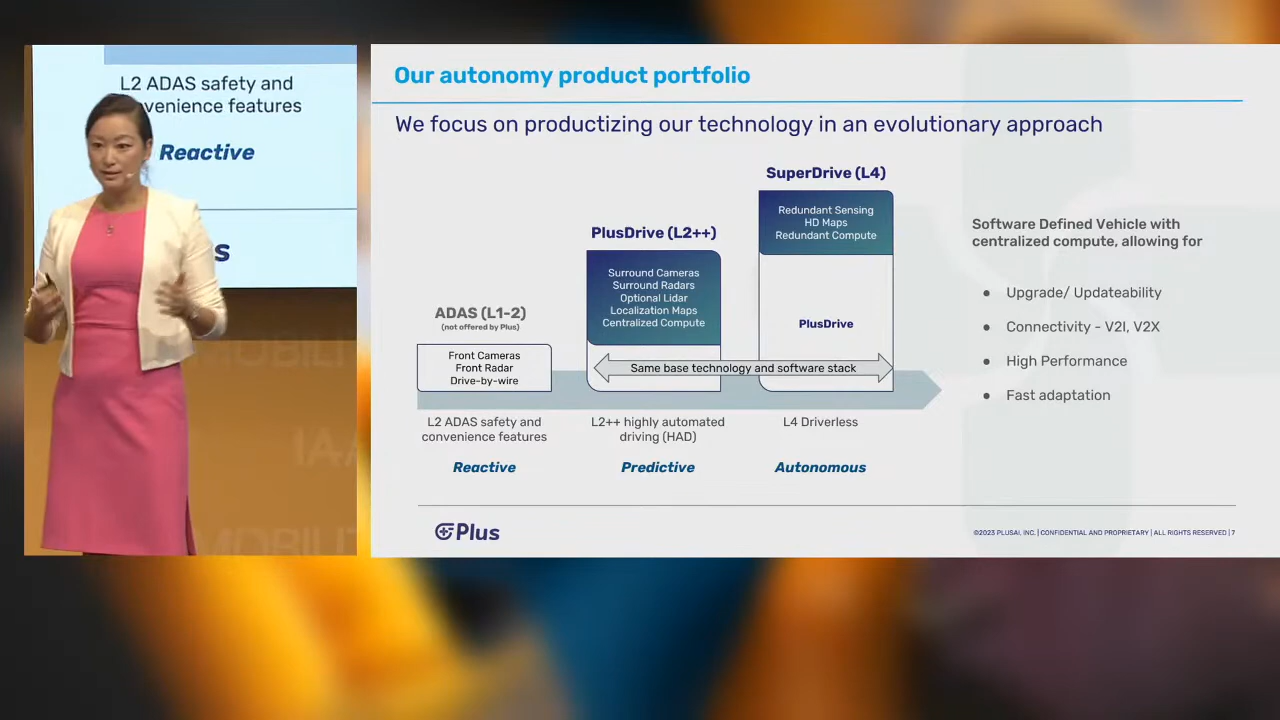 L2 ADAS safety and
convenience features
Reactive
s
MOBILIT
IAA
MOBILIT
Our autonomy product portfolio
We focus on productizing our technology in an evolutionary approach
SuperDrive (L4)
Redundant Sensing
HD Maps
Redundant Compute
PlusDrive
PlusDrive (L2++)
Surround Cameras
Surround Radars
Optional Lidar
Localization Maps
Centralized Compute
ADAS (L1-2)
(not offered by Plus)
Front Cameras
Front Radar
Drive-by-wire
Same base technology and software stack
L2 ADAS safety and
convenience features
Reactive
L2++ highly automated
driving (HAD)
Predictive
L4 Driverless
Autonomous
Software Defined Vehicle with
centralized compute, allowing for
● Upgrade/ Updateability
● Connectivity - V2I, V2X
● High Performance
● Fast adaptation
Plus
©2023 PLUSAI, INC. | CONFIDENTIAL AND PROPRIETARY | ALL RIGHTS RESERVED | 7